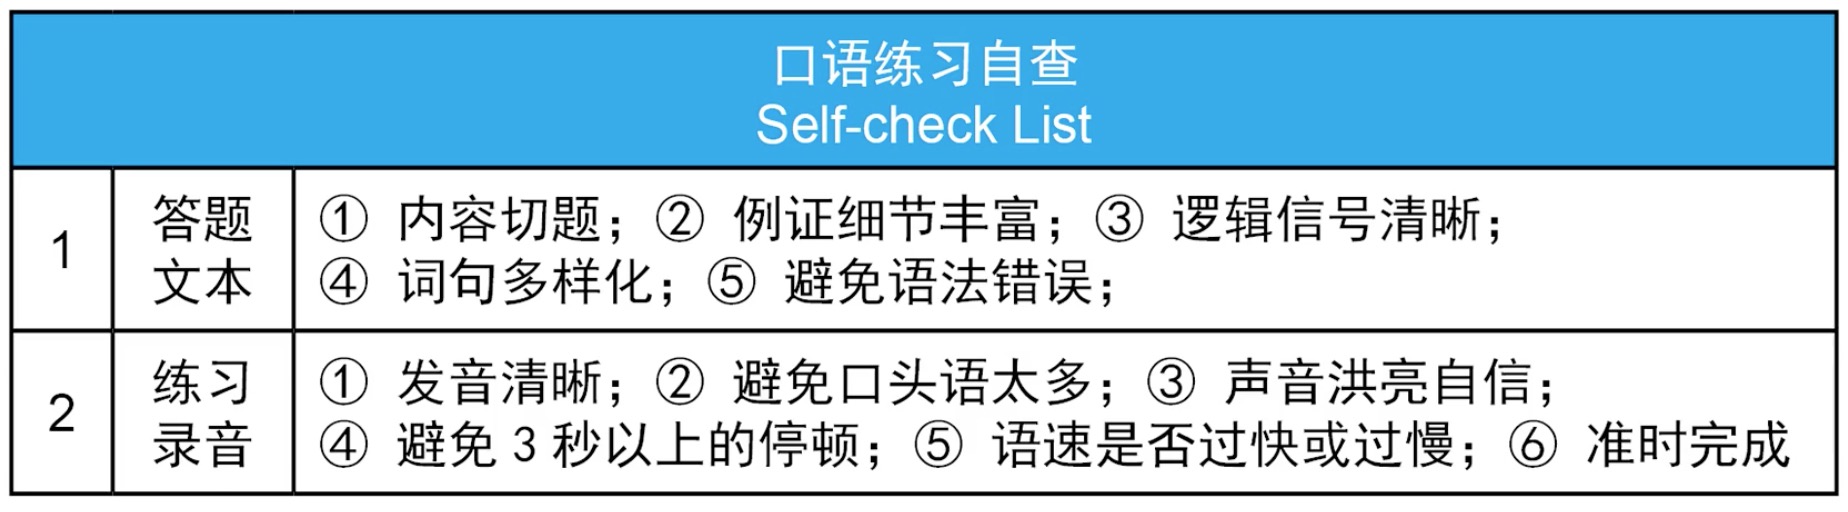 口语练习自查
Self-check List
1
答题
文本
① 内容切题；② 例证细节丰富；③ 逻辑信号清晰；
④ 词句多样化；⑤ 避免语法错误；
2
练习
录音
① 发音清晰；② 避免口头语太多；③ 声音洪亮自信；
④ 避免 3 秒以上的停顿；⑤ 语速是否过快或过慢；⑥ 准时完成